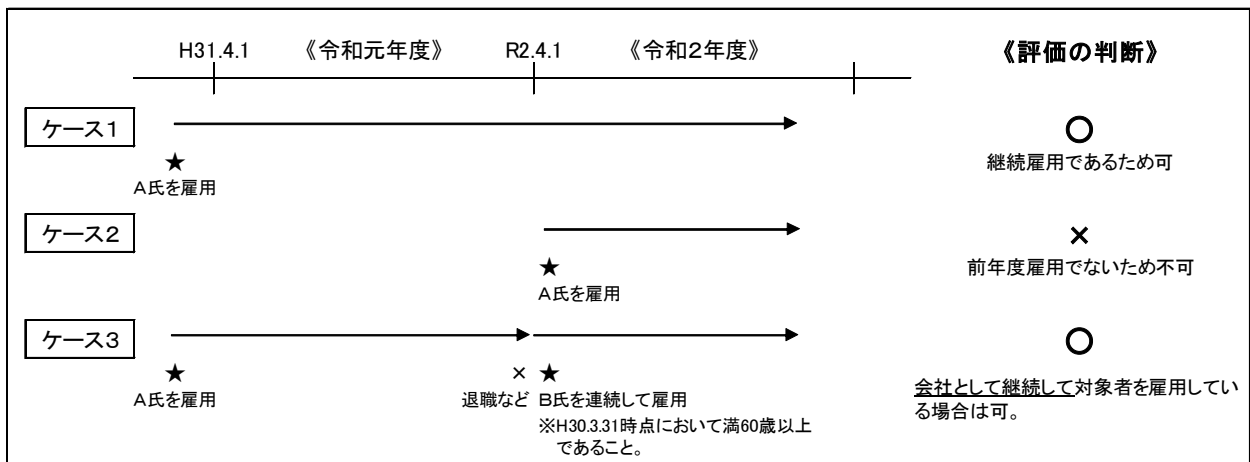 H31.4.1 《令和元年度》 R2.4.1 《令和2年度》 《評価の判断》
ケース1
○
★
A氏を雇用
継続雇用であるため可
ケース2
×
★
A氏を雇用
前年度雇用でないため不可
ケース3
○
★
A氏を雇用
× ★
退職など B氏を連続して雇用
※H30.3.31時点において満60歳以上
であること。
会社として継続して対象者を雇用してい
る場合は可。